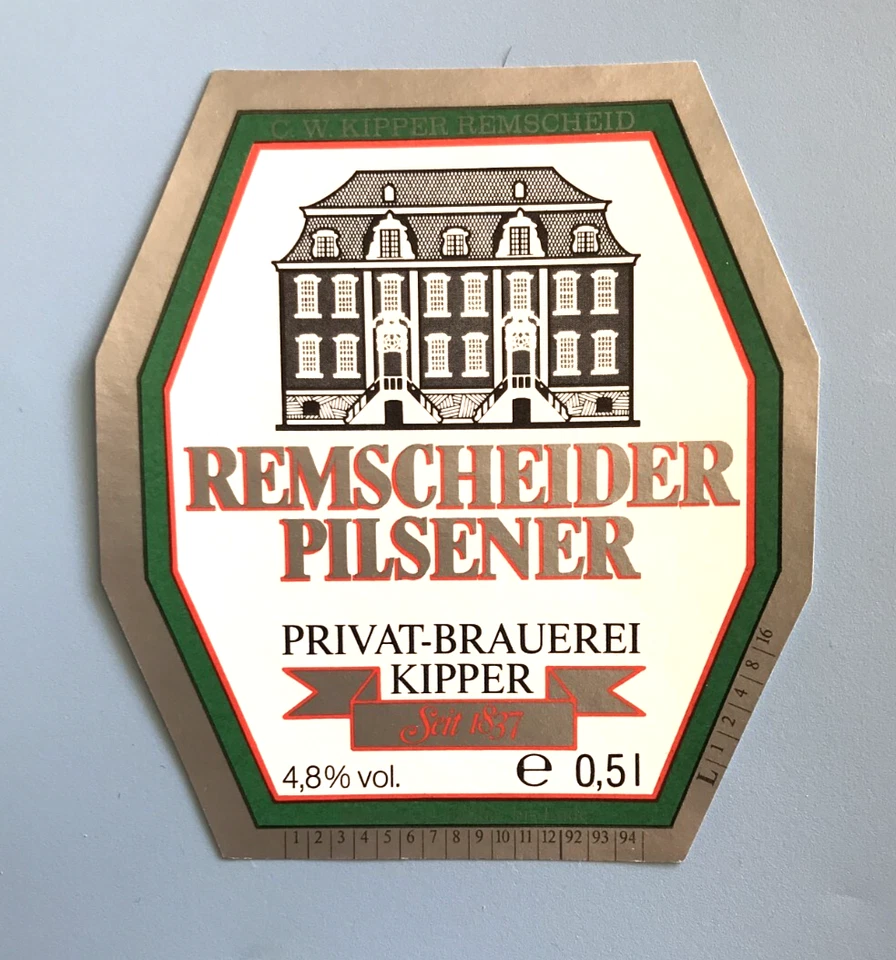 C. W. KIPPER REMSCHEID
REMSCHEIDER
PILSENER
PRIVAT-BRAUEREI
KIPPER
Seit 1837
4,8% vol. ℮ 0,5 l
L 1 2 4 8 16
1 2 3 4 5 6 7 8 9 10 11 12 92 93 94